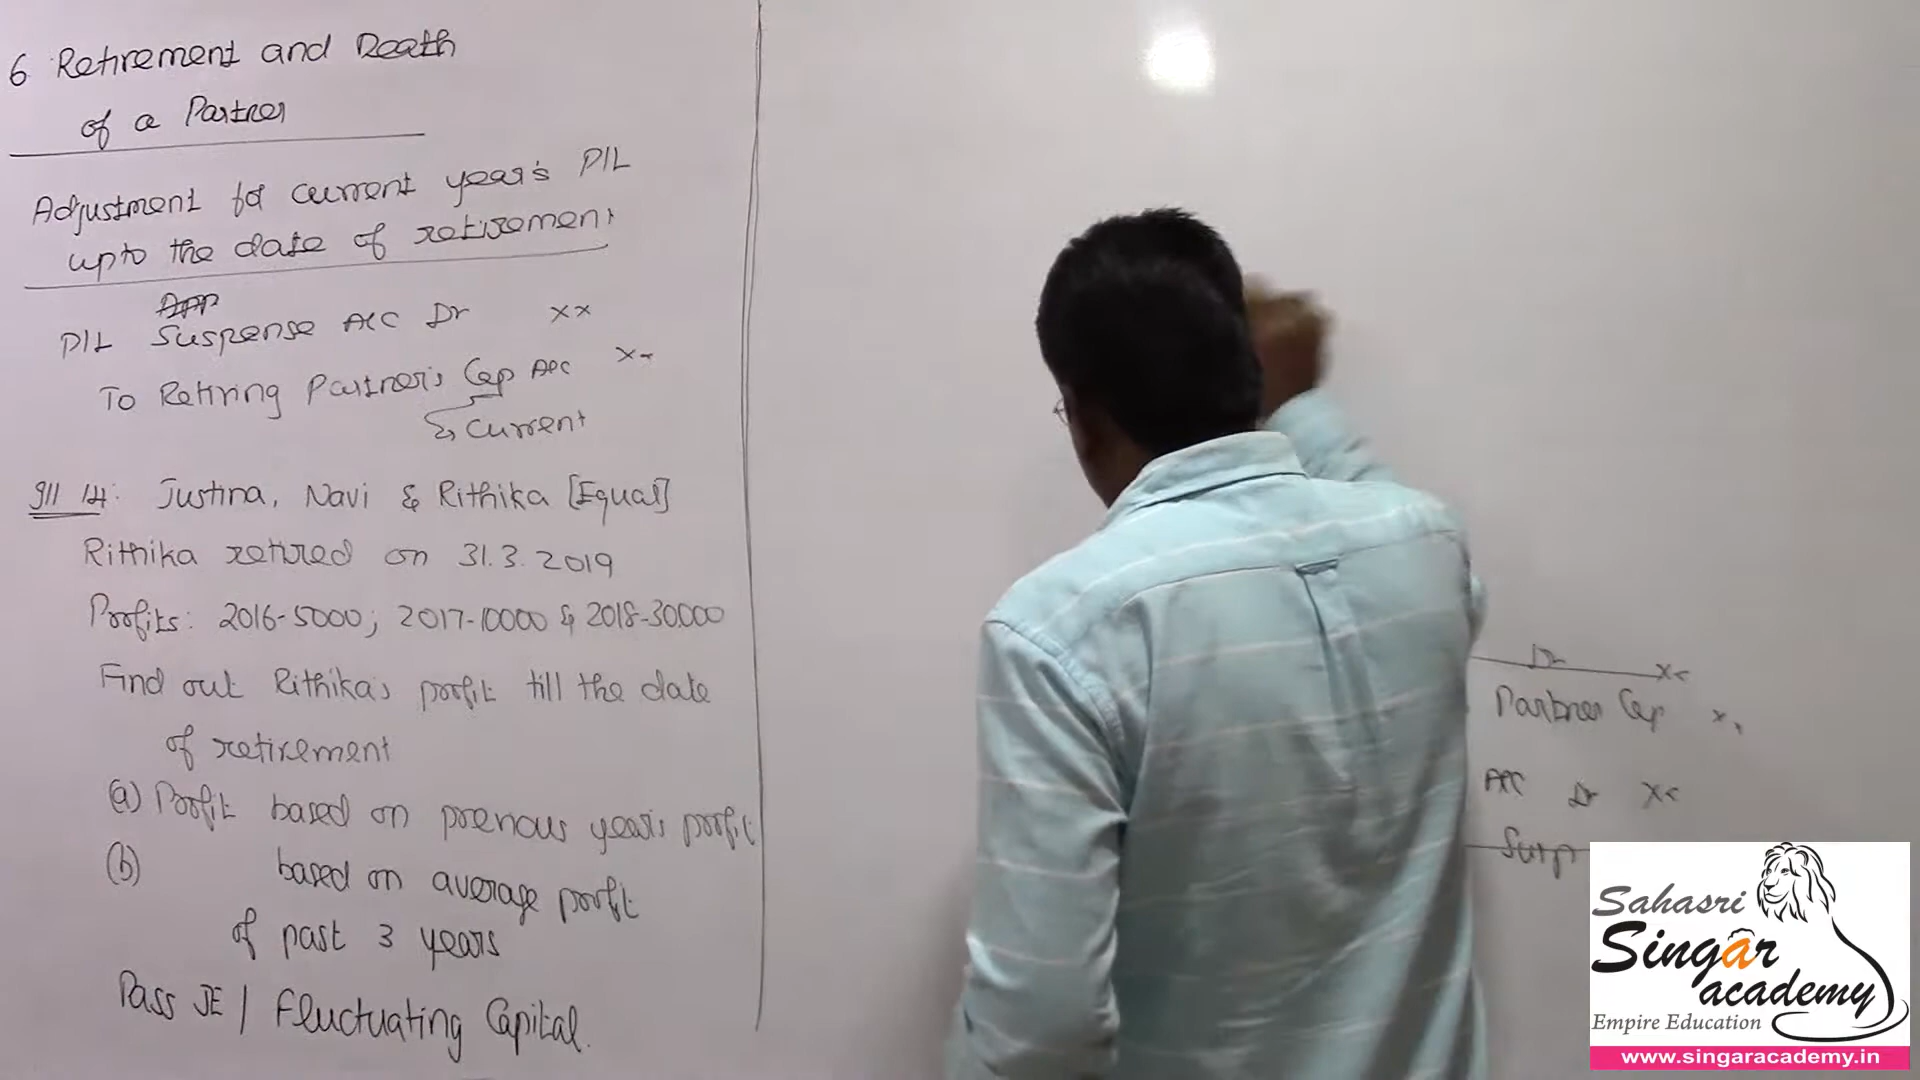 6 Retirement and Death
of a Partner
Adjustment for current year's P/L
upto the date of retirement
P/L Suspense A/C Dr xx
To Retiring Partner's Cap A/C xx
Current
Ill 14: Justina, Navi & Rithika [Equal]
Rithika retired on 31.3.2019
Profits: 2016-5000; 2017-10000 & 2018-30000
Find out Rithika's profit till the date
of retirement
(a) Profit based on previous year's profit
(b) based on average profit
of past 3 years
Pass JE / Fluctuating Capital.
Dr xx
Partner Cap xx
A/C Dr xx
Susp
Sahasri
Singar
academy
Empire Education
www.singaracademy.in